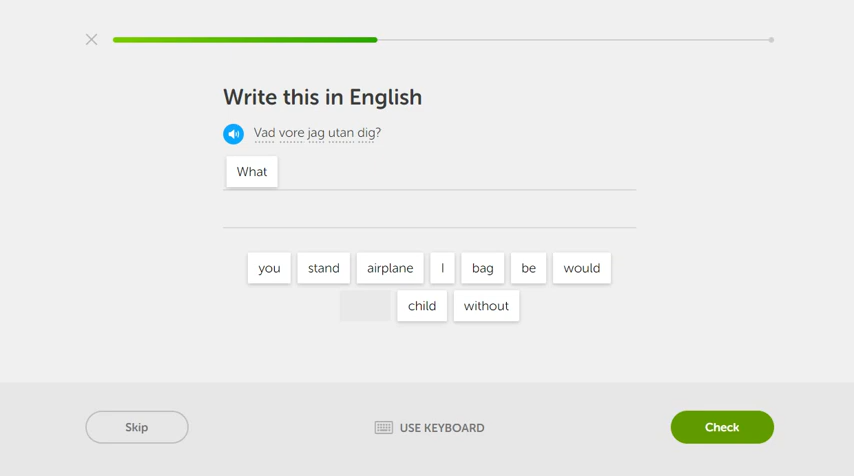 Write this in English
Vad vore jag utan dig?
What
you stand airplane I bag be would
child without
Skip USE KEYBOARD Check